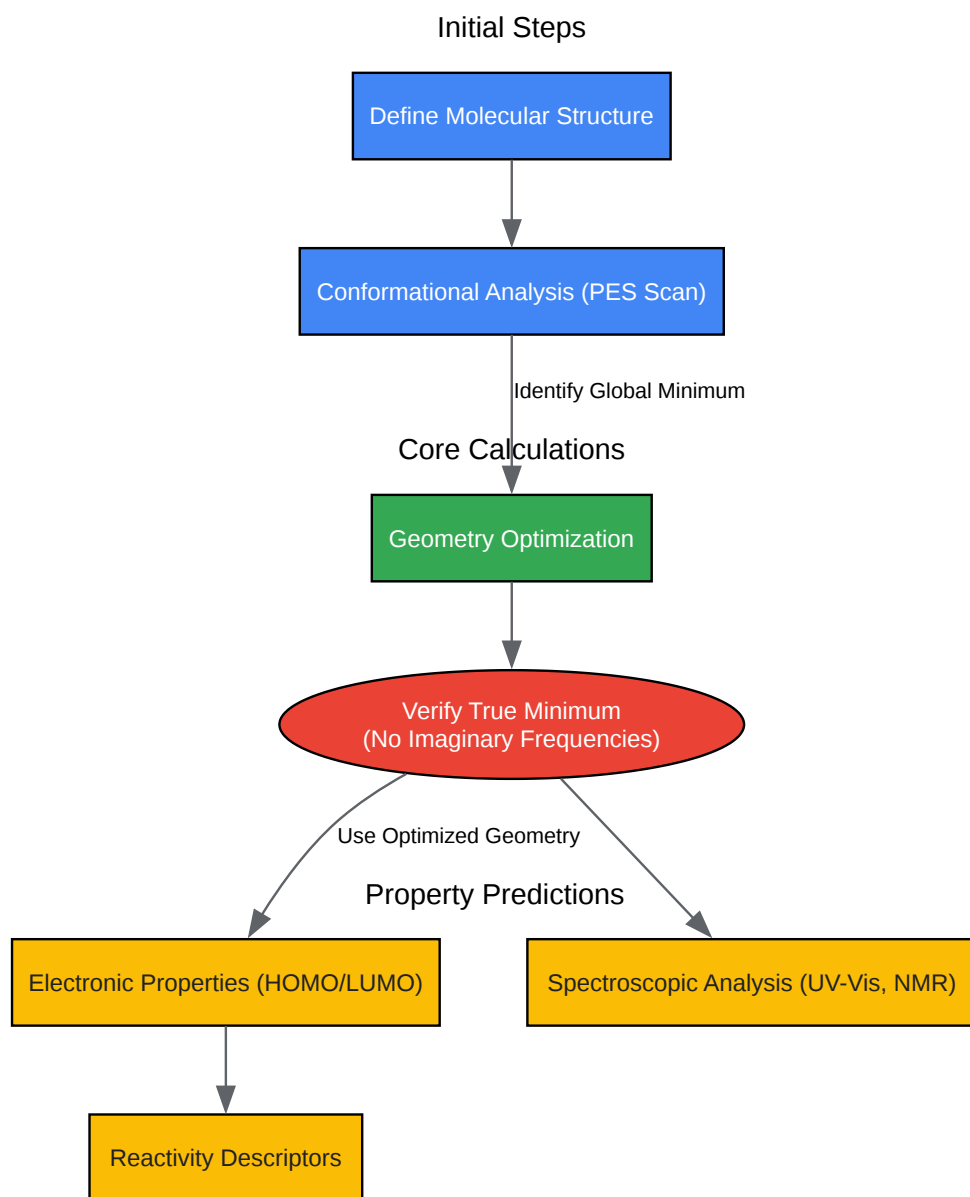 Initial Steps
Define Molecular Structure
Conformational Analysis (PES Scan)
Identify Global Minimum
Core Calculations
Geometry Optimization
Verify True Minimum
(No Imaginary Frequencies)
Use Optimized Geometry
Property Predictions
Electronic Properties (HOMO/LUMO)
Spectroscopic Analysis (UV-Vis, NMR)
Reactivity Descriptors